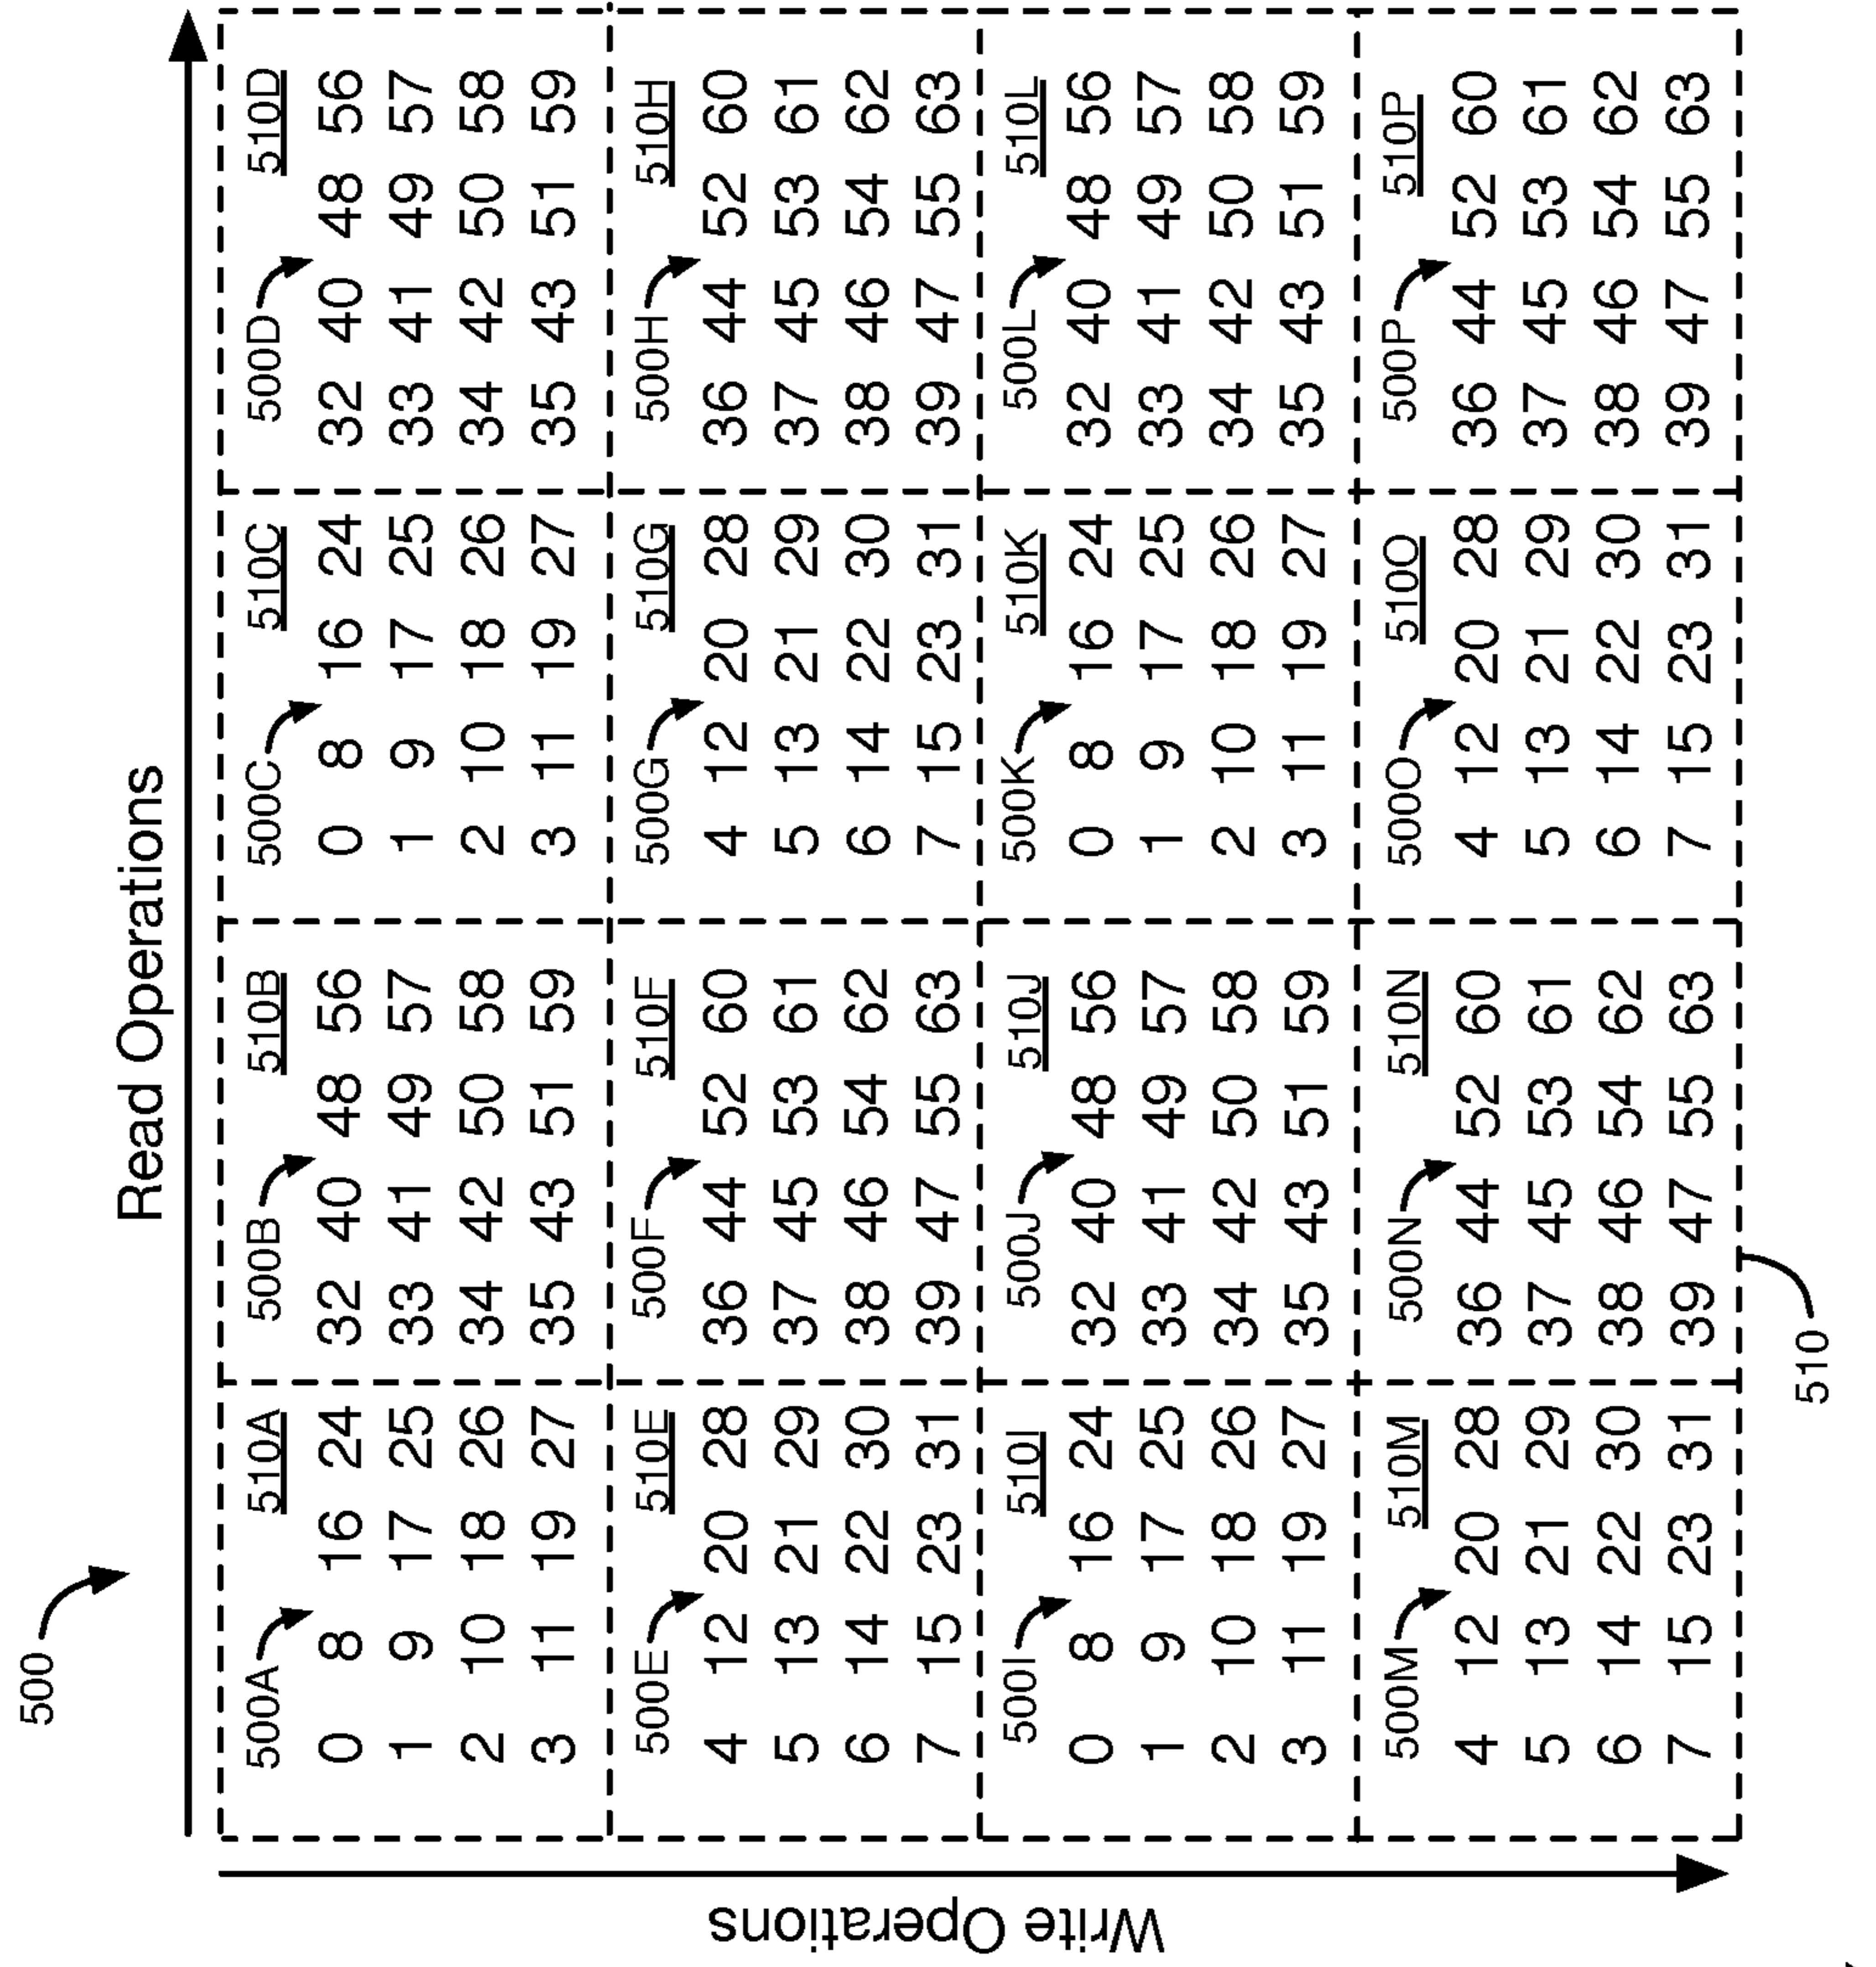 500
Read Operations
Write Operations
500A 510A 500B 510B 500C 510C 500D 510D
0 8 16 24 32 40 48 56 0 8 16 24 32 40 48 56
1 9 17 25 33 41 49 57 1 9 17 25 33 41 49 57
2 10 18 26 34 42 50 58 2 10 18 26 34 42 50 58
3 11 19 27 35 43 51 59 3 11 19 27 35 43 51 59
500E 510E 500F 510F 500G 510G 500H 510H
4 12 20 28 36 44 52 60 4 12 20 28 36 44 52 60
5 13 21 29 37 45 53 61 5 13 21 29 37 45 53 61
6 14 22 30 38 46 54 62 6 14 22 30 38 46 54 62
7 15 23 31 39 47 55 63 7 15 23 31 39 47 55 63
500I 510I 500J 510J 500K 510K 500L 510L
0 8 16 24 32 40 48 56 0 8 16 24 32 40 48 56
1 9 17 25 33 41 49 57 1 9 17 25 33 41 49 57
2 10 18 26 34 42 50 58 2 10 18 26 34 42 50 58
3 11 19 27 35 43 51 59 3 11 19 27 35 43 51 59
500M 510M 500N 510N 500O 510O 500P 510P
4 12 20 28 36 44 52 60 4 12 20 28 36 44 52 60
5 13 21 29 37 45 53 61 5 13 21 29 37 45 53 61
6 14 22 30 38 46 54 62 6 14 22 30 38 46 54 62
7 15 23 31 39 47 55 63 7 15 23 31 39 47 55 63
510